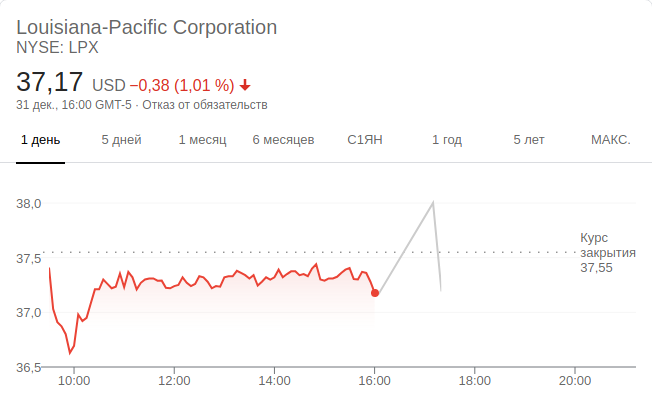 Louisiana-Pacific Corporation
NYSE: LPX
37,17 USD −0,38 (1,01 %)
31 дек., 16:00 GMT-5 · Отказ от обязательств
1 день 5 дней 1 месяц 6 месяцев С1ЯН 1 год 5 лет МАКС.
38,0
Курс
37,5 закрытия
37,55
37,0
36,5
10:00 12:00 14:00 16:00 18:00 20:00